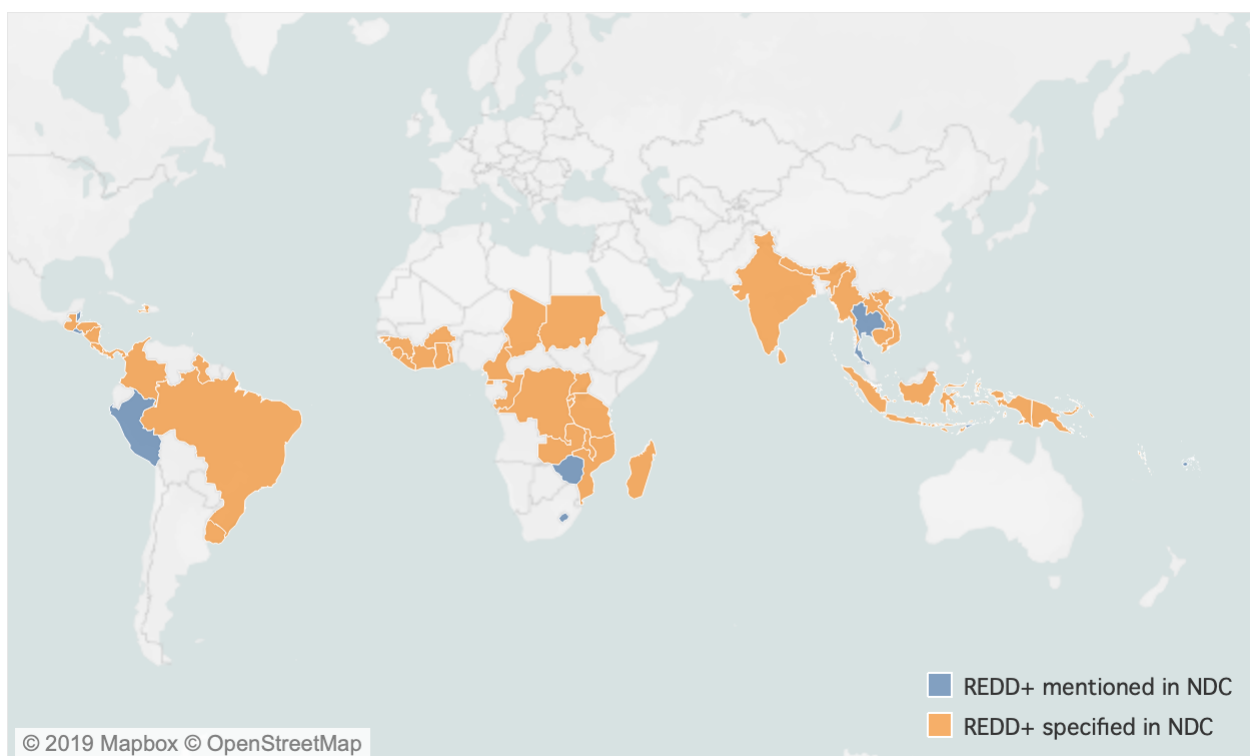 REDD+ mentioned in NDC
REDD+ specified in NDC
© 2019 Mapbox © OpenStreetMap